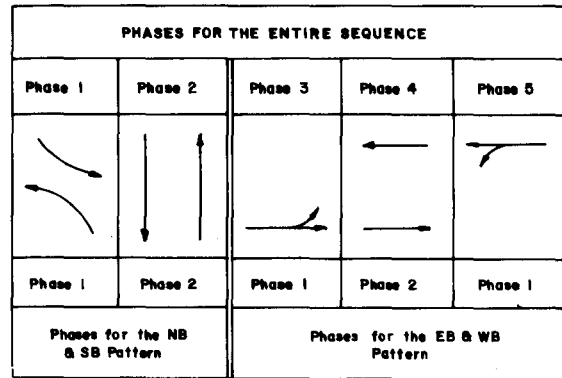 PHASES FOR THE ENTIRE SEQUENCE
Phase 1
Phase 2
Phase 3
Phase 4
Phase 5
Phase 1
Phase 2
Phase 1
Phase 2
Phase 1
Phases for the NB
& SB Pattern
Phases for the EB & WB
Pattern